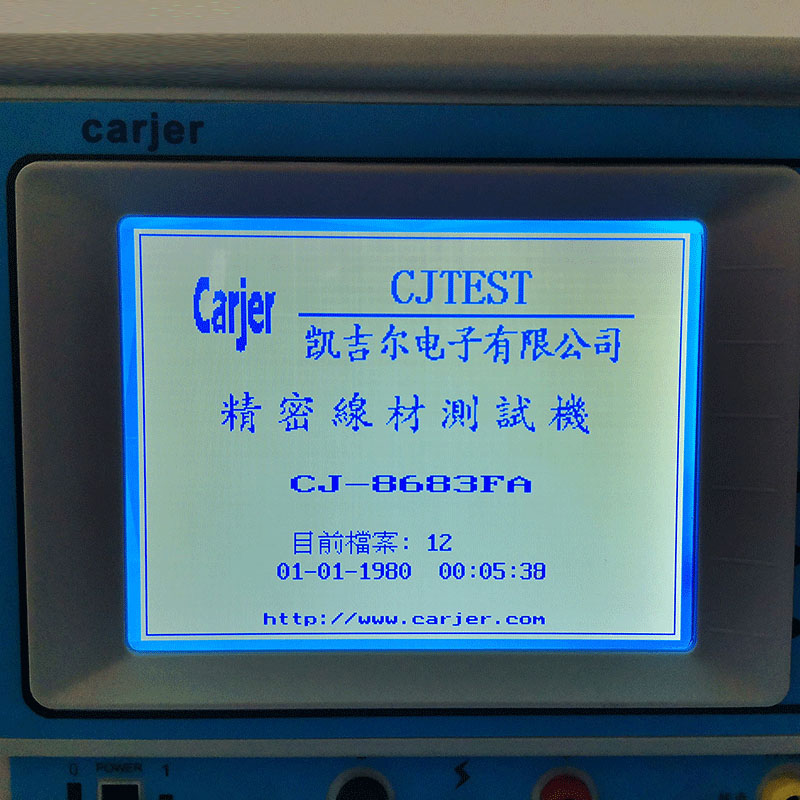 carjer
Carjer
CJTEST
凯吉尔电子有限公司
精密線材測試機
CJ-8683FA
目前檔案: 12
01-01-1980 00:05:38
http://www.carjer.com
0 POWER 1